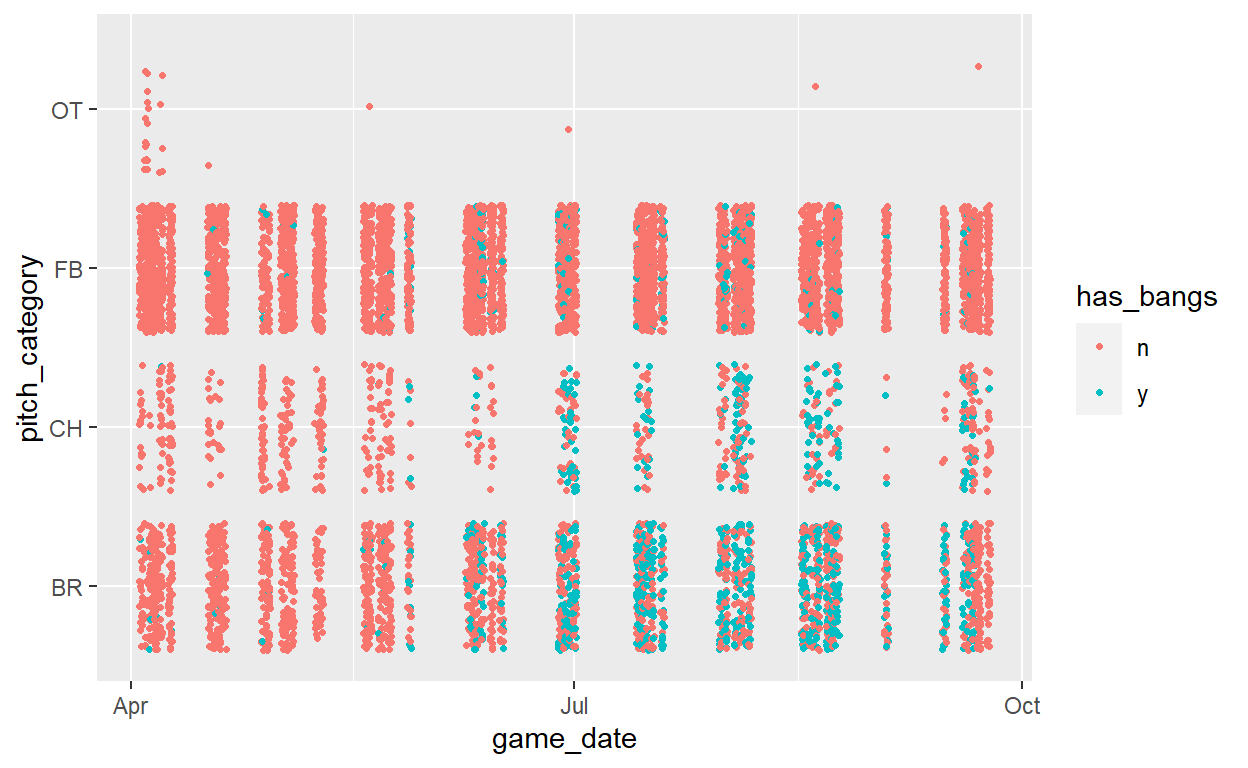 pitch_category
OT
FB
CH
BR
Apr
Jul
Oct
game_date
has_bangs
n
y